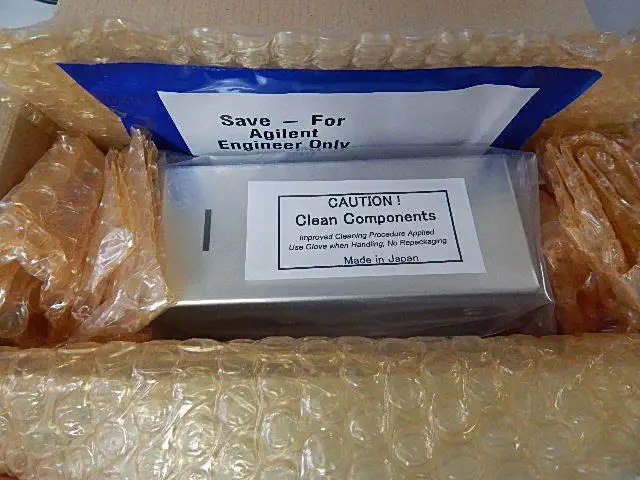 Save – For
Agilent
Engineer Only
CAUTION !
Clean Components
Improved Cleaning Procedure Applied
Use Glove when Handling, No Repackaging
Made in Japan